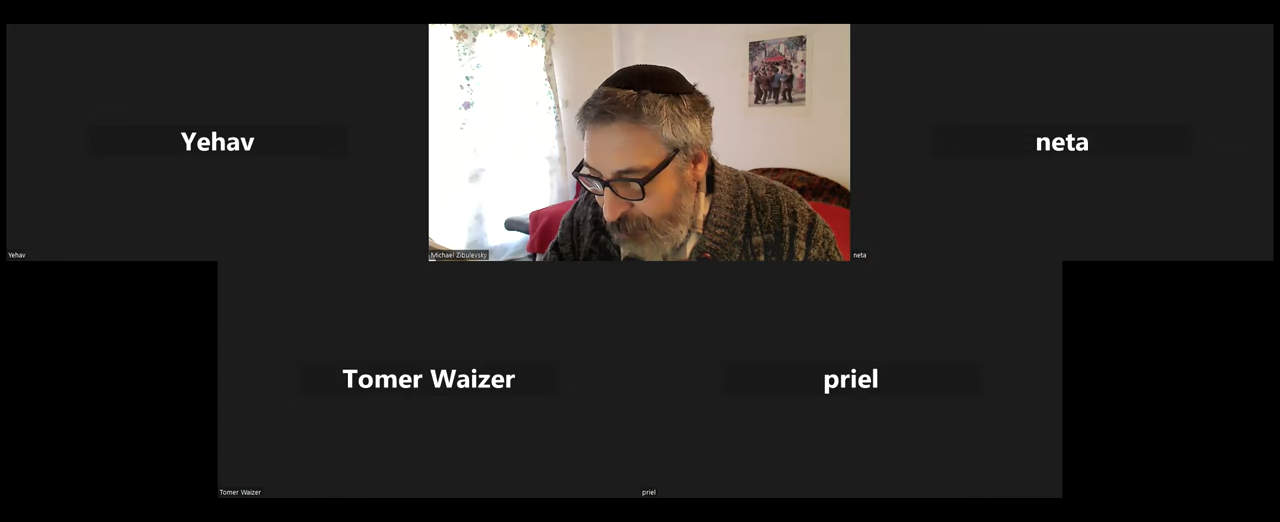 Yehav
neta
Yehav
Michael Zibulevsky
neta
Tomer Waizer
priel
Tomer Waizer
priel